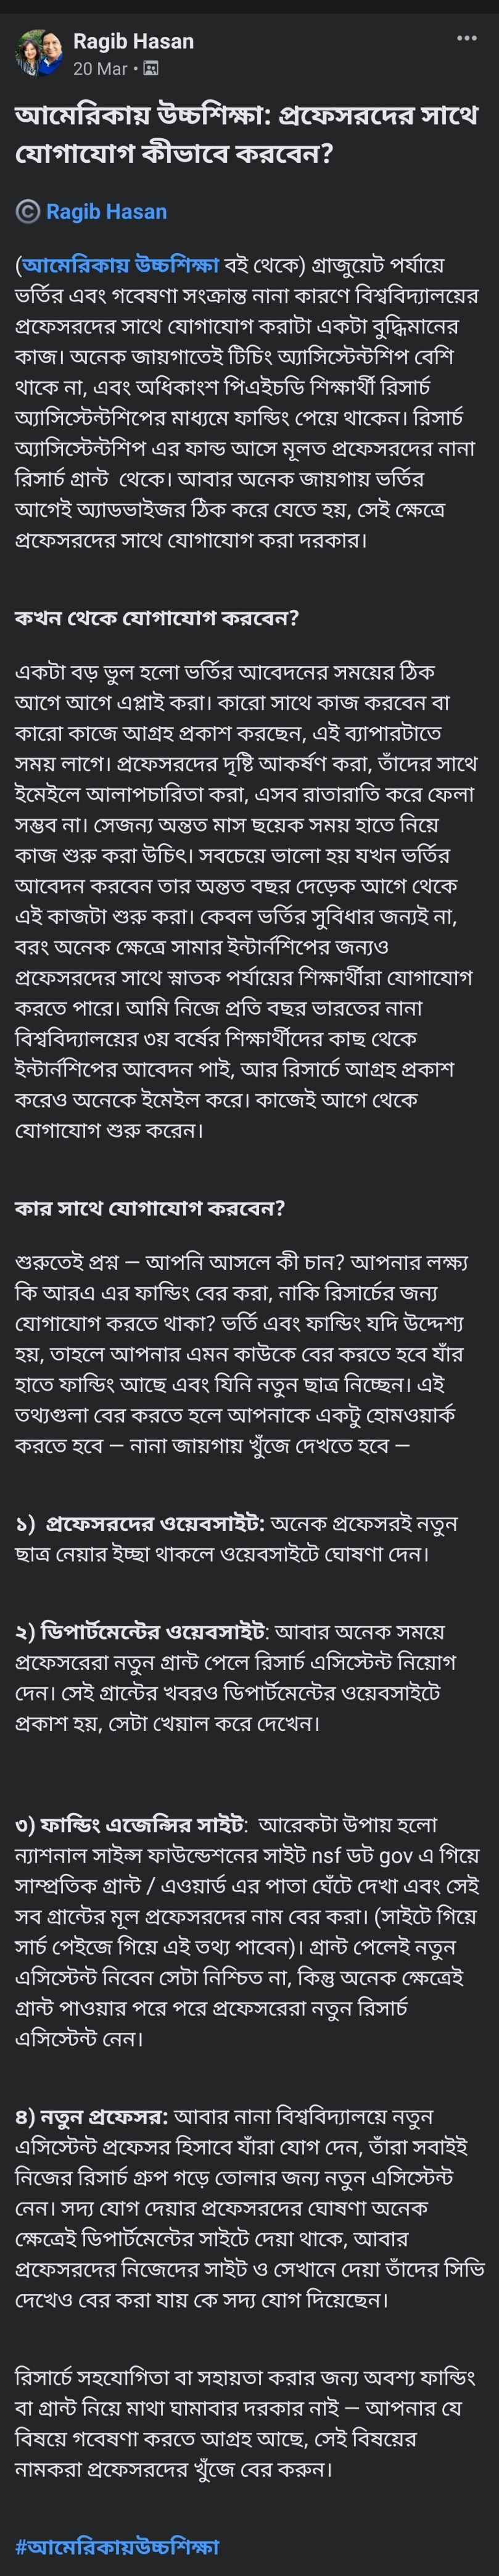 Ragib Hasan
20 Mar •
আমেরিকায় উচ্চশিক্ষা: প্রফেসরদের সাথে
যোগাযোগ কীভাবে করবেন?
© Ragib Hasan
(আমেরিকায় উচ্চশিক্ষা বই থেকে) গ্রাজুয়েট পর্যায়ে
ভর্তির এবং গবেষণা সংক্রান্ত নানা কারণে বিশ্ববিদ্যালয়ের
প্রফেসরদের সাথে যোগাযোগ করাটা একটা বুদ্ধিমানের
কাজ। অনেক জায়গাতেই টিচিং অ্যাসিস্টেন্টশিপ বেশি
থাকে না, এবং অধিকাংশ পিএইচডি শিক্ষার্থী রিসার্চ
অ্যাসিস্টেন্টশিপের মাধ্যমে ফান্ডিং পেয়ে থাকেন। রিসার্চ
অ্যাসিস্টেন্টশিপ এর ফান্ড আসে মূলত প্রফেসরদের নানা
রিসার্চ গ্রান্ট  থেকে। আবার অনেক জায়গায় ভর্তির
আগেই অ্যাডভাইজর ঠিক করে যেতে হয়, সেই ক্ষেত্রে
প্রফেসরদের সাথে যোগাযোগ করা দরকার।
কখন থেকে যোগাযোগ করবেন?
একটা বড় ভুল হলো ভর্তির আবেদনের সময়ের ঠিক
আগে আগে এপ্লাই করা। কারো সাথে কাজ করবেন বা
কারো কাজে আগ্রহ প্রকাশ করছেন, এই ব্যাপারটাতে
সময় লাগে। প্রফেসরদের দৃষ্টি আকর্ষণ করা, তাঁদের সাথে
ইমেইলে আলাপচারিতা করা, এসব রাতারাতি করে ফেলা
সম্ভব না। সেজন্য অন্তত মাস ছয়েক সময় হাতে নিয়ে
কাজ শুরু করা উচিৎ। সবচেয়ে ভালো হয় যখন ভর্তির
আবেদন করবেন তার অন্তত বছর দেড়েক আগে থেকে
এই কাজটা শুরু করা। কেবল ভর্তির সুবিধার জন্যই না,
বরং অনেক ক্ষেত্রে সামার ইন্টার্নশিপের জন্যও
প্রফেসরদের সাথে স্নাতক পর্যায়ের শিক্ষার্থীরা যোগাযোগ
করতে পারে। আমি নিজে প্রতি বছর ভারতের নানা
বিশ্ববিদ্যালয়ের ৩য় বর্ষের শিক্ষার্থীদের কাছ থেকে
ইন্টার্নশিপের আবেদন পাই, আর রিসার্চে আগ্রহ প্রকাশ
করেও অনেকে ইমেইল করে। কাজেই আগে থেকে
যোগাযোগ শুরু করেন।
কার সাথে যোগাযোগ করবেন?
শুরুতেই প্রশ্ন – আপনি আসলে কী চান? আপনার লক্ষ্য
কি আরএ এর ফান্ডিং বের করা, নাকি রিসার্চের জন্য
যোগাযোগ করতে থাকা? ভর্তি এবং ফান্ডিং যদি উদ্দেশ্য
হয়, তাহলে আপনার এমন কাউকে বের করতে হবে যাঁর
হাতে ফান্ডিং আছে এবং যিনি নতুন ছাত্র নিচ্ছেন। এই
তথ্যগুলা বের করতে হলে আপনাকে একটু হোমওয়ার্ক
করতে হবে – নানা জায়গায় খুঁজে দেখতে হবে –
১)  প্রফেসরদের ওয়েবসাইট: অনেক প্রফেসরই নতুন
ছাত্র নেয়ার ইচ্ছা থাকলে ওয়েবসাইটে ঘোষণা দেন।
২) ডিপার্টমেন্টের ওয়েবসাইট: আবার অনেক সময়ে
প্রফেসরেরা নতুন গ্রান্ট পেলে রিসার্চ এসিস্টেন্ট নিয়োগ
দেন। সেই গ্রান্টের খবরও ডিপার্টমেন্টের ওয়েবসাইটে
প্রকাশ হয়, সেটা খেয়াল করে দেখেন।
৩) ফান্ডিং এজেন্সির সাইট:  আরেকটা উপায় হলো
ন্যাশনাল সাইন্স ফাউন্ডেশনের সাইট nsf ডট gov এ গিয়ে
সাম্প্রতিক গ্রান্ট / এওয়ার্ড এর পাতা ঘেঁটে দেখা এবং সেই
সব গ্রান্টের মূল প্রফেসরদের নাম বের করা। (সাইটে গিয়ে
সার্চ পেইজে গিয়ে এই তথ্য পাবেন)। গ্রান্ট পেলেই নতুন
এসিস্টেন্ট নিবেন সেটা নিশ্চিত না, কিন্তু অনেক ক্ষেত্রেই
গ্রান্ট পাওয়ার পরে পরে প্রফেসরেরা নতুন রিসার্চ
এসিস্টেন্ট নেন।
৪) নতুন প্রফেসর: আবার নানা বিশ্ববিদ্যালয়ে নতুন
এসিস্টেন্ট প্রফেসর হিসাবে যাঁরা যোগ দেন, তাঁরা সবাইই
নিজের রিসার্চ গ্রুপ গড়ে তোলার জন্য নতুন এসিস্টেন্ট
নেন। সদ্য যোগ দেয়ার প্রফেসরদের ঘোষণা অনেক
ক্ষেত্রেই ডিপার্টমেন্টের সাইটে দেয়া থাকে, আবার
প্রফেসরদের নিজেদের সাইট ও সেখানে দেয়া তাঁদের সিভি
দেখেও বের করা যায় কে সদ্য যোগ দিয়েছেন।
রিসার্চে সহযোগিতা বা সহায়তা করার জন্য অবশ্য ফান্ডিং
বা গ্রান্ট নিয়ে মাথা ঘামাবার দরকার নাই – আপনার যে
বিষয়ে গবেষণা করতে আগ্রহ আছে, সেই বিষয়ের
নামকরা প্রফেসরদের খুঁজে বের করুন।
#আমেরিকায়উচ্চশিক্ষা